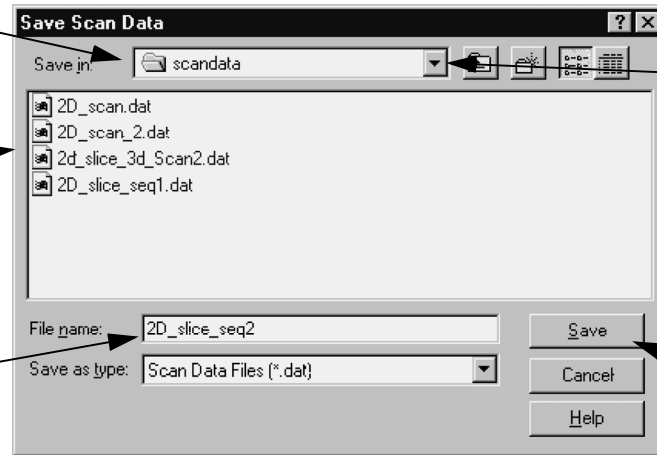 Save Scan Data
Save in: scandata
2D_scan.dat
2D_scan_2.dat
2d_slice_3d_Scan2.dat
2D_slice_seq1.dat
File name: 2D_slice_seq2 Save
Save as type: Scan Data Files (*.dat) Cancel
Help